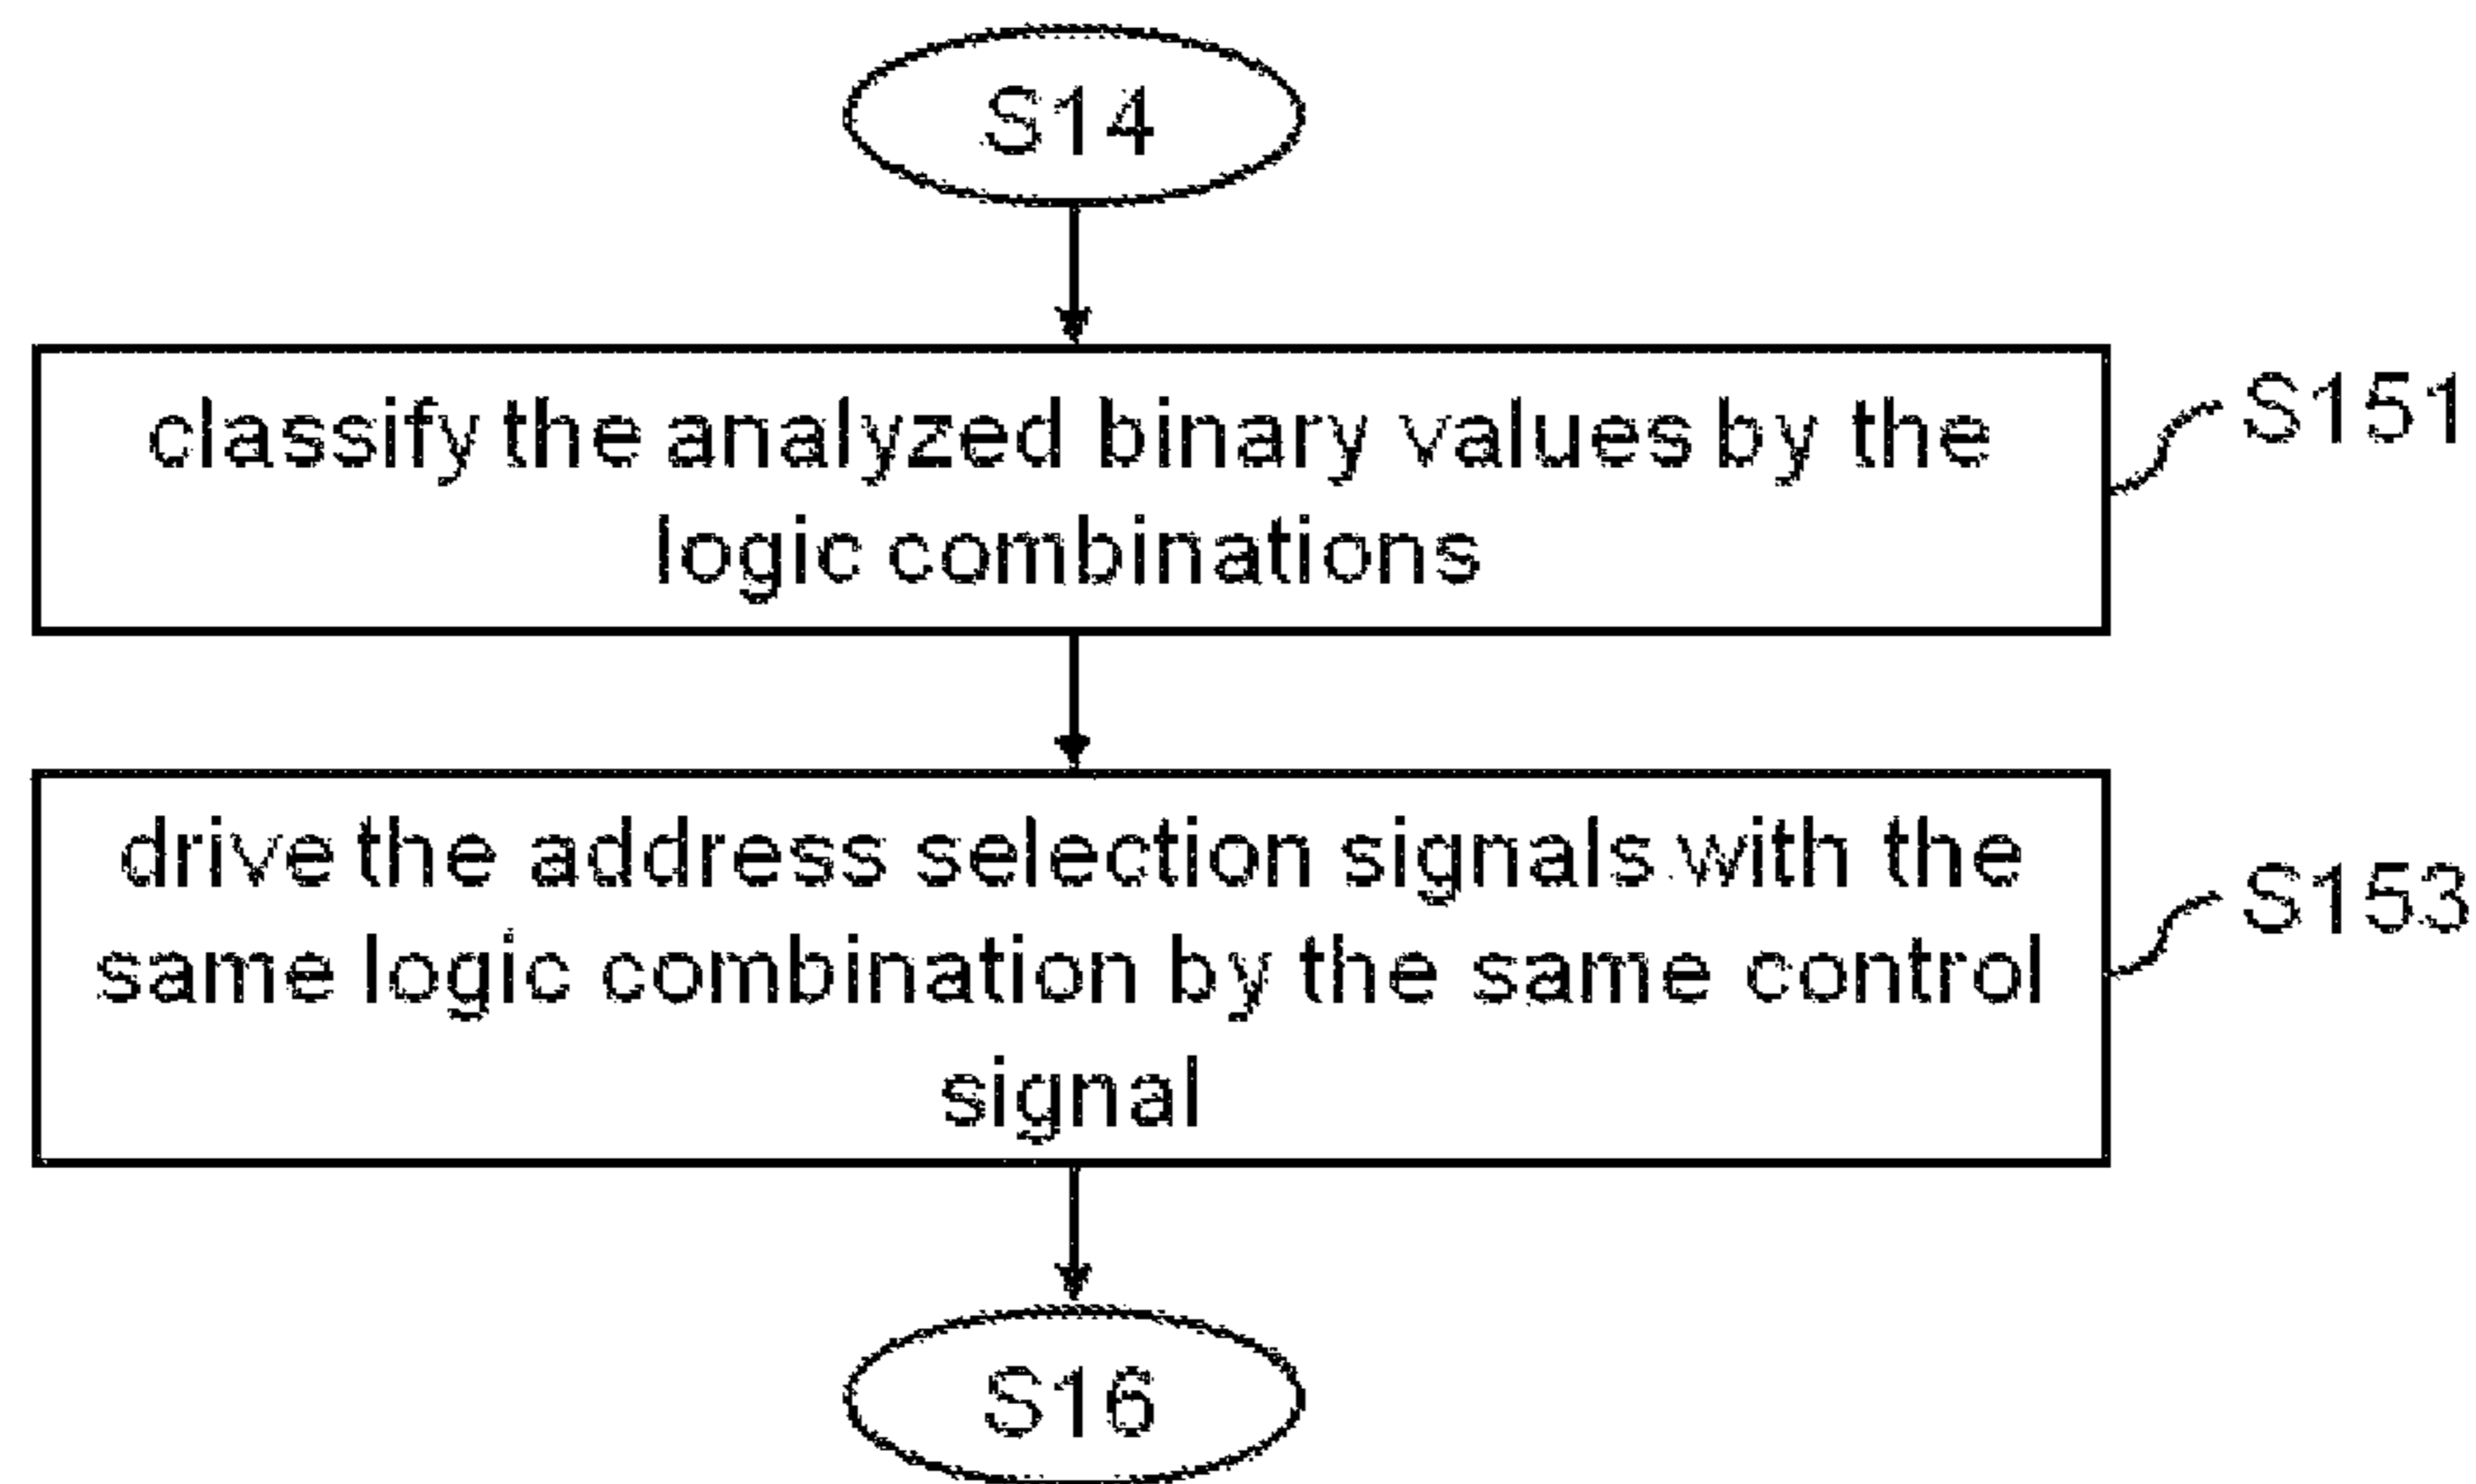 S14
classify the analyzed binary values by the
logic combinations
S151
drive the address selection signals with the
same logic combination by the same control
signal
S153
S16